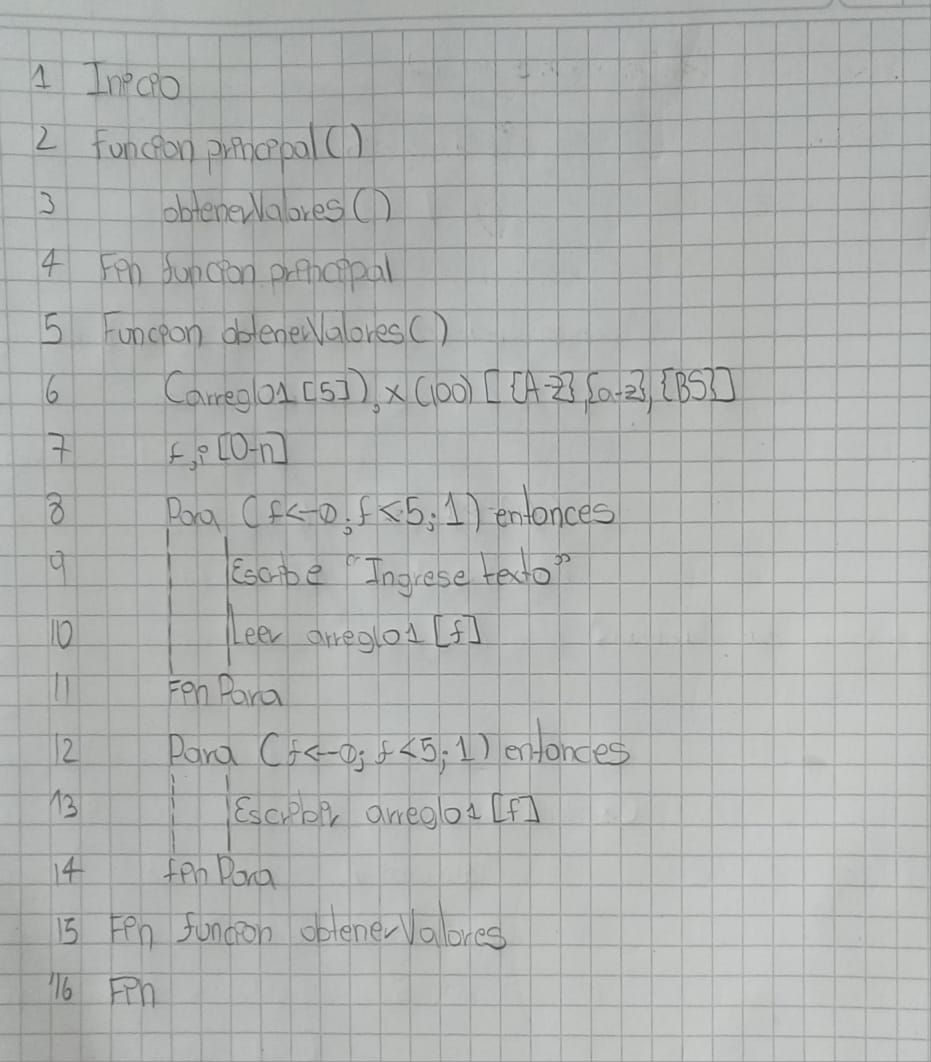 1 Inicio
2 Funcion principal ()
3 obtenerValores ()
4 Fin funcion principal
5 Funcion obtenerValores ()
6 (arreglo1 [5]), x (100) [ {A-Z}, {a-z}, {BS}]
7 f, i [0-n]
8 Para (f<-0; f<5; 1) entonces
9 Escribe "Ingrese texto"
10 Leer arreglo1 [f]
11 Fin Para
12 Para (f<-0; f<5; 1) entonces
13 Escribir arreglo1 [f]
14 fin Para
15 Fin funcion obtenerValores
16 Fin